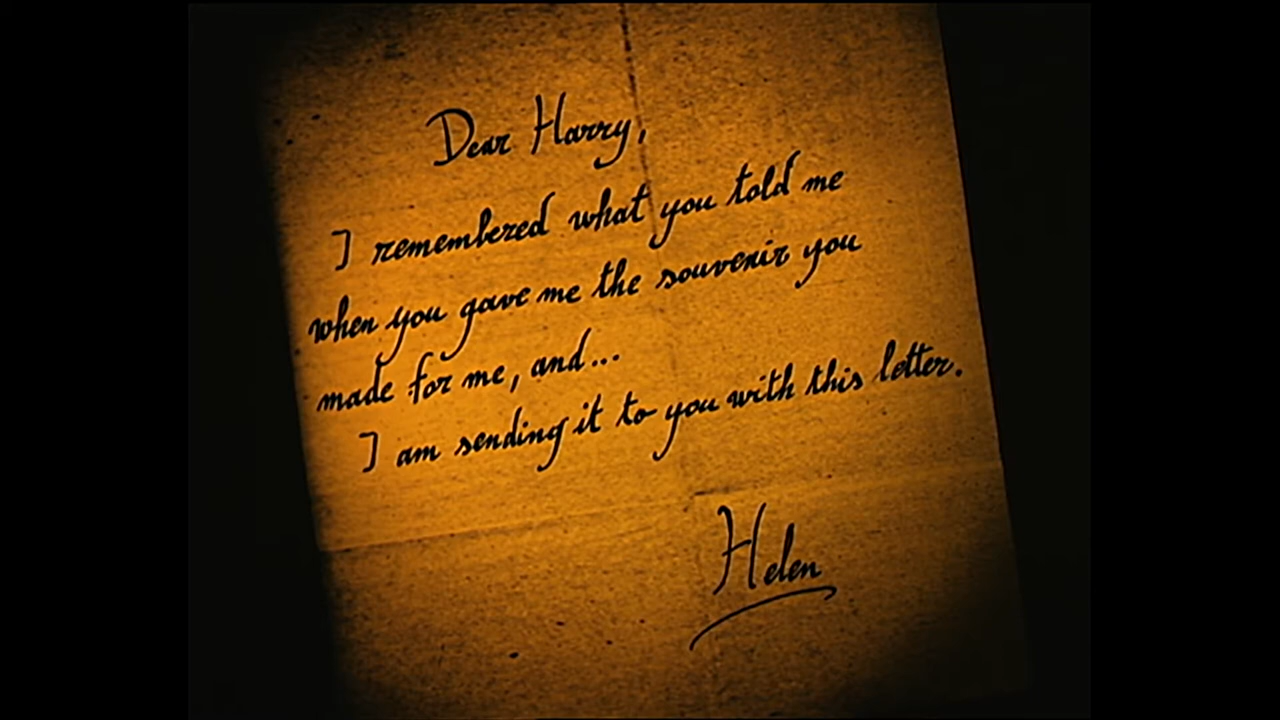 Dear Harry,
I remembered what you told me
when you gave me the souvenir you
made for me, and...
I am sending it to you with this letter.
Helen